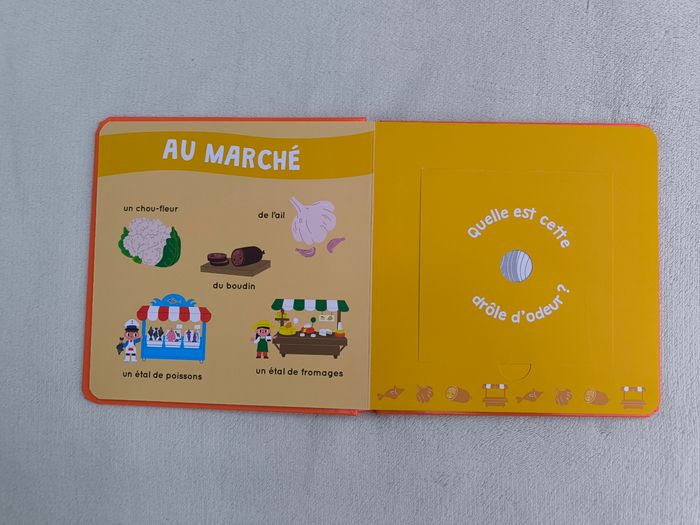 AU MARCHÉ
un chou-fleur
de l'ail
du boudin
un étal de poissons
un étal de fromages
Quelle est cette
drôle d'odeur ?